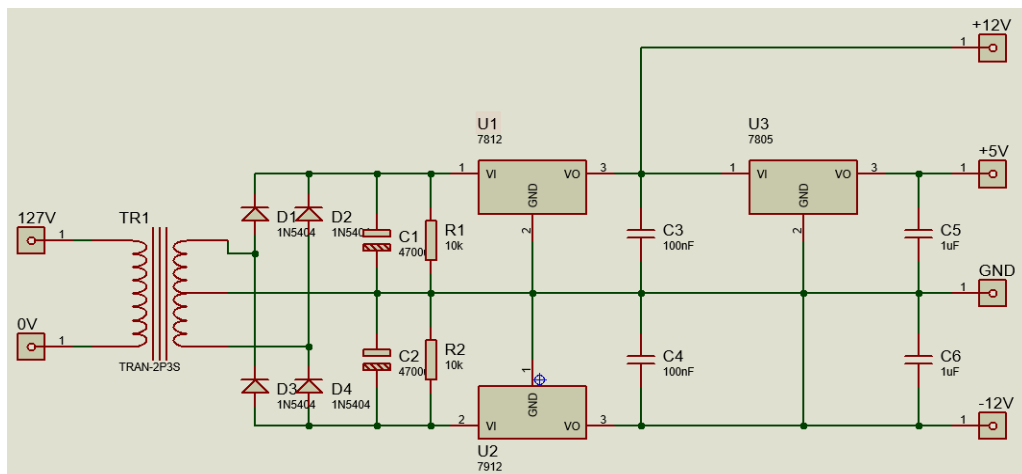 +12V
1
U1
7812
U3
7805
1
VI
VO
3
GND
2
1
VI
VO
3
GND
2
+5V
1
127V
1
TR1
D1
1N5404
D2
1N5404
C1
4700u
R1
10k
C3
100nF
C5
1uF
GND
1
0V
1
TRAN-2P3S
D3
1N5404
D4
1N5404
C2
4700u
R2
10k
C4
100nF
C6
1uF
1
GND
2
VI
VO
3
U2
7912
-12V
1